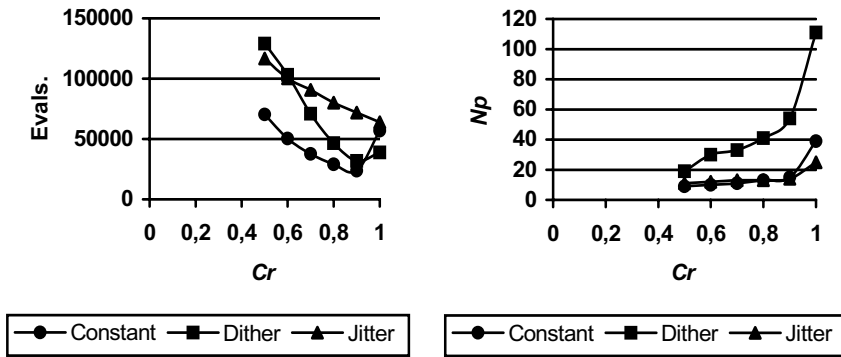 150000
100000
50000
0
Evals.
0 0,2 0,4 0,6 0,8 1
Cr
Constant Dither Jitter
120
100
80
60
40
20
0
Np
0 0,2 0,4 0,6 0,8 1
Cr
Constant Dither Jitter